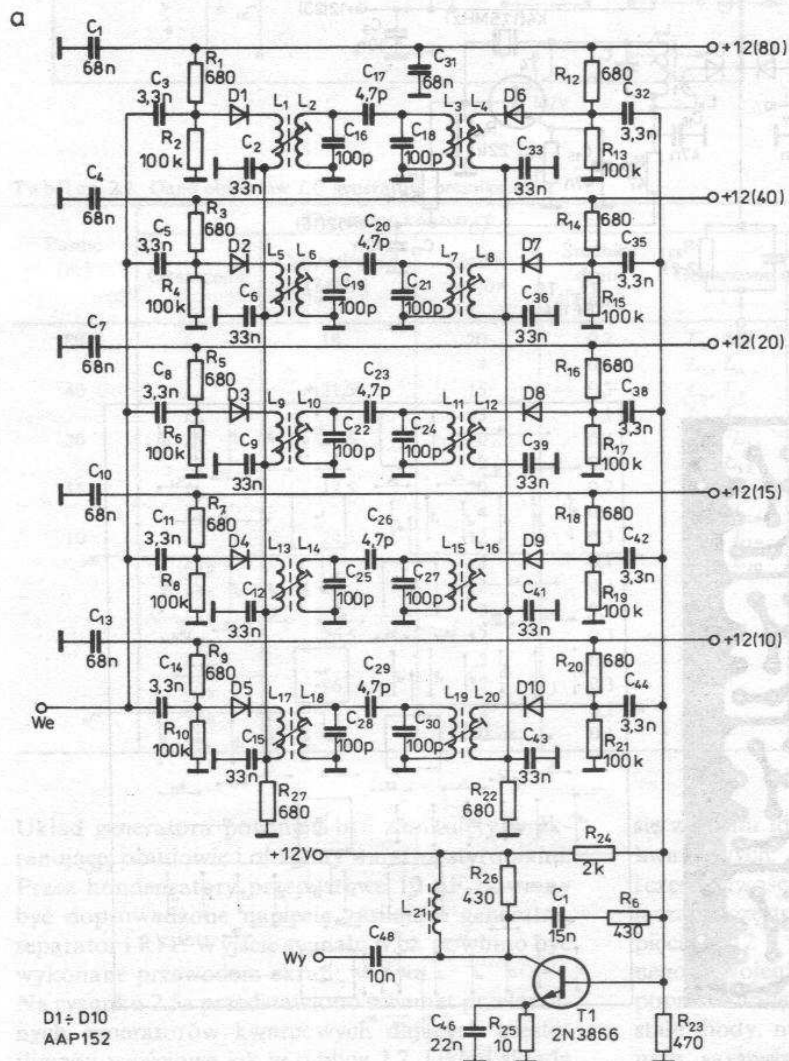 a
C1
68n
R1
680
C3
3,3n
D1
L1
L2
C17
4,7p
C31
68n
L3
L4
D6
R12
680
C32
3,3n
+12(80)
R2
100k
C2
33n
C16
100p
C18
100p
C33
33n
R13
100k
C4
68n
R3
680
C5
3,3n
D2
L5
L6
C20
4,7p
L7
L8
D7
R14
680
C35
3,3n
+12(40)
R4
100k
C6
33n
C19
100p
C21
100p
C36
33n
R15
100k
C7
68n
R5
680
C8
3,3n
D3
L9
L10
C23
4,7p
L11
L12
D8
R16
680
C38
3,3n
+12(20)
R6
100k
C9
33n
C22
100p
C24
100p
C39
33n
R17
100k
C10
68n
R7
680
C11
3,3n
D4
L13
L14
C26
4,7p
L15
L16
D9
R18
680
C42
3,3n
+12(15)
R8
100k
C12
33n
C25
100p
C27
100p
C41
33n
R19
100k
C13
68n
R9
680
C14
3,3n
D5
L17
L18
C29
4,7p
L19
L20
D10
R20
680
C44
3,3n
+12(10)
We
R10
100k
C15
33n
C28
100p
C30
100p
C43
33n
R21
100k
R27
680
R22
680
+12V
R24
2k
L21
R26
430
C1
15n
R6
430
Wy
C48
10n
T1
2N3866
D1÷D10
AAP152
C46
22n
R25
10
R23
470